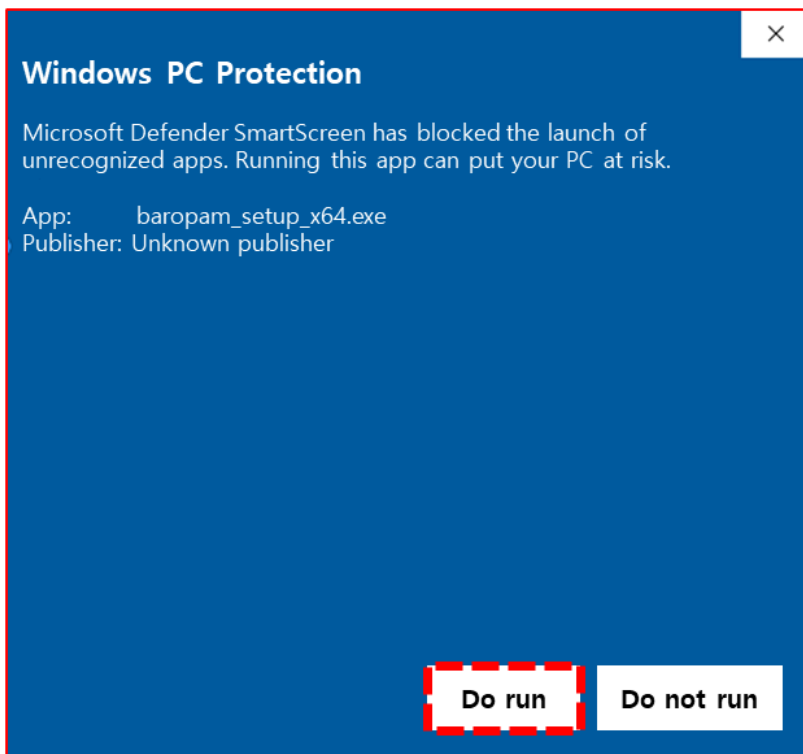 Windows PC Protection
Microsoft Defender SmartScreen has blocked the launch of
unrecognized apps. Running this app can put your PC at risk.
App: baropam_setup_x64.exe
Publisher: Unknown publisher
Do run
Do not run